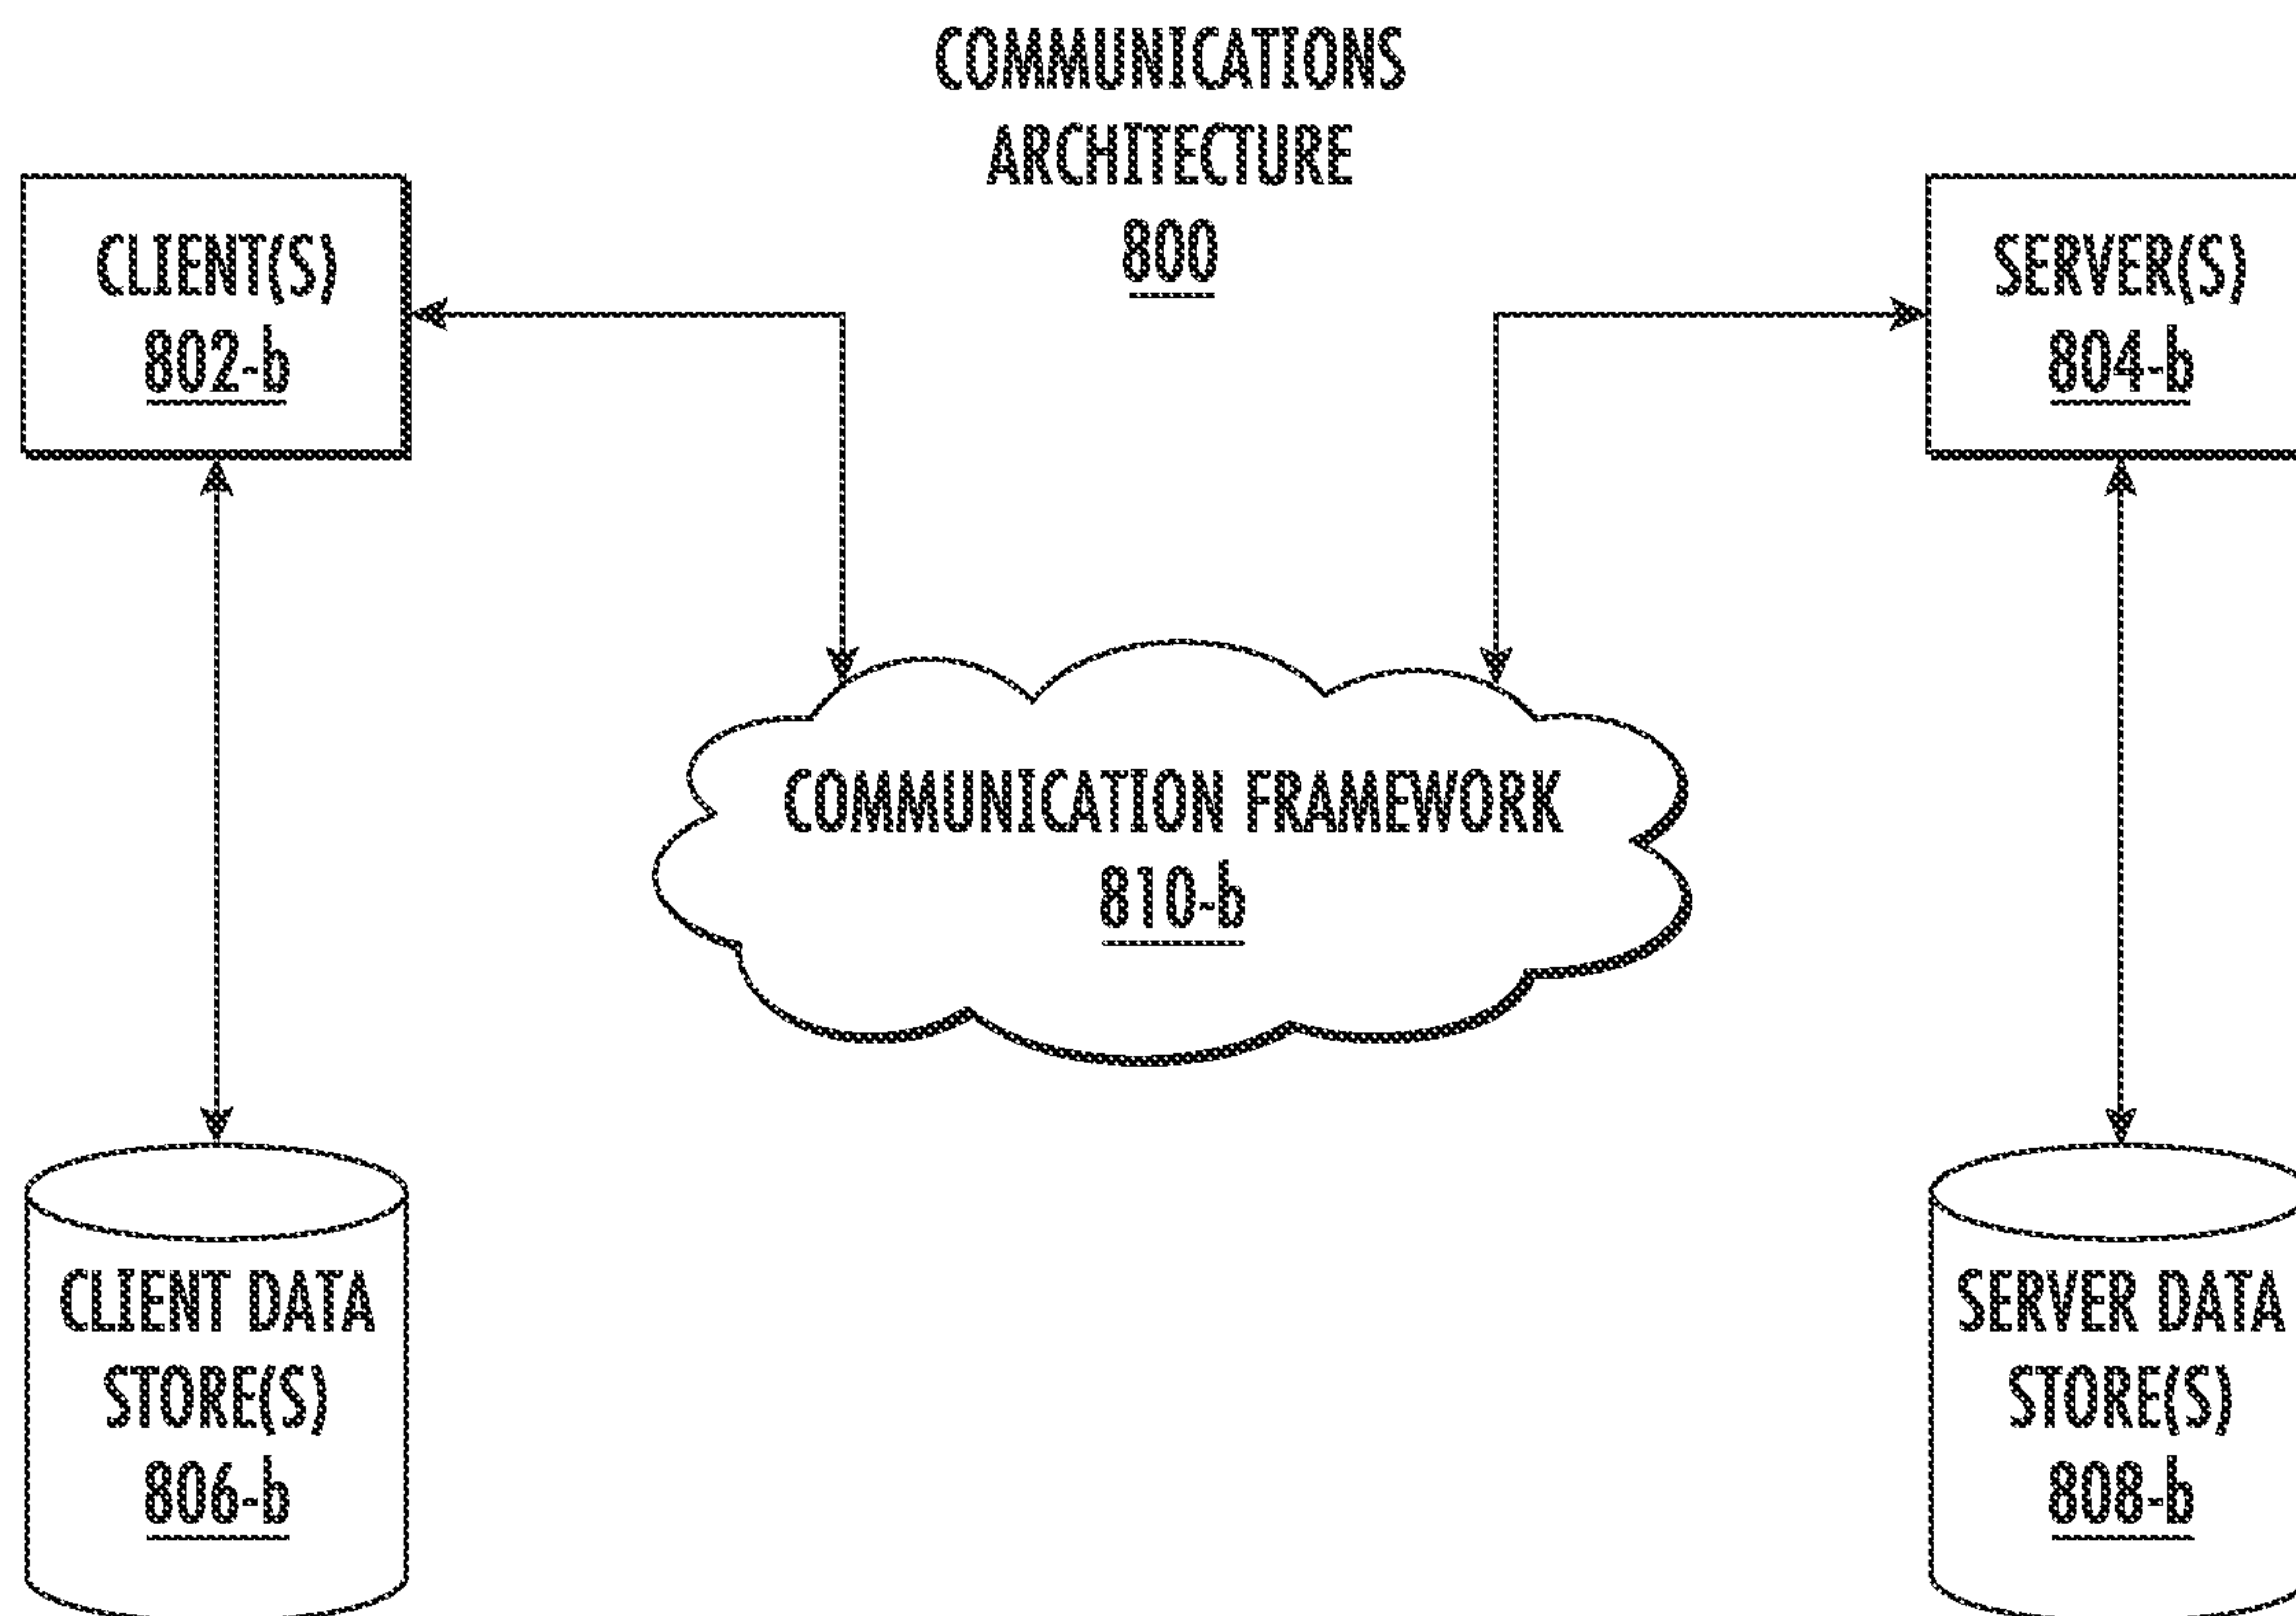 COMMUNICATIONS
ARCHITECTURE
800
CLIENT(S)
802-b
SERVER(S)
804-b
COMMUNICATION FRAMEWORK
810-b
CLIENT DATA
STORE(S)
806-b
SERVER DATA
STORE(S)
808-b